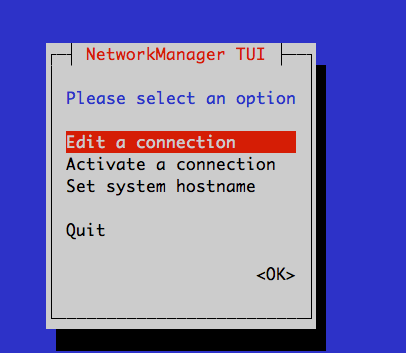 NetworkManager TUI
Please select an option
Edit a connection
Activate a connection
Set system hostname
Quit
<OK>